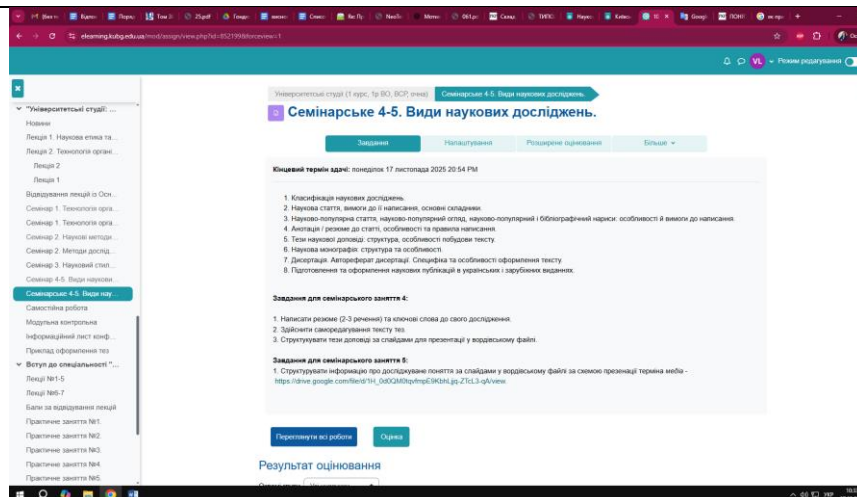 elearning.kubg.edu.ua/mod/assign/view.php?id=852199&forceview=1
VL
Режим редагування
"Університетські студії: ...
Новини
Лекція 1. Наукова етика та...
Лекція 2. Технологія органі...
Лекція 2
Лекція 1
Відвідування лекцій із Осн...
Семінар 1. Технологія орга...
Семінар 1. Технологія орга...
Семінар 2. Наукові методи...
Семінар 2. Методи дослід...
Семінар 3. Науковий стил...
Семінар 4-5. Види наукови...
Семінарське 4-5. Види нау...
Самостійна робота
Модульна контрольна
Інформаційний лист конф...
Приклад оформлення тез
Вступ до спеціальності "...
Лекції №1-5
Лекції №6-7
Бали за відвідування лекцій
Практичне заняття №1
Практичне заняття №2
Практичне заняття №3
Практичне заняття №4
Практичне заняття №5
Університетські студії (1 курс, 1р ВО, ВСР, очна)
Семінарське 4-5. Види наукових досліджень.
Семінарське 4-5. Види наукових досліджень.
Завдання
Налаштування
Розширене оцінювання
Більше
Кінцевий термін здачі: понеділок 17 листопада 2025 20:54 PM
1. Класифікація наукових досліджень.
2. Наукова стаття, вимоги до її написання, основні складники.
3. Науково-популярна стаття, науково-популярний огляд, науково-популярний і бібліографічний нариси: особливості й вимоги до написання.
4. Анотація / резюме до статті, особливості та правила написання.
5. Тези наукової доповіді: структура, особливості побудови тексту.
6. Наукова монографія: структура та особливості.
7. Дисертація. Автореферат дисертації: Специфіка та особливості оформлення тексту.
8. Підготовлення та оформлення наукових публікацій в українських і зарубіжних виданнях.
Завдання для семінарського заняття 4:
1. Написати резюме (2-3 речення) та ключові слова до свого дослідження.
2. Здійснити саморедагування тексту тез.
3. Структукувати тези доповіді за слайдами для презентації у вордівському файлі.
Завдання для семінарського заняття 5:
1. Структурувати інформацію про досліджуване поняття за слайдами у вордівському файлі за схемою презенації терміна медіа -
Переглянути всі роботи
Оцінка
Результат оцінювання